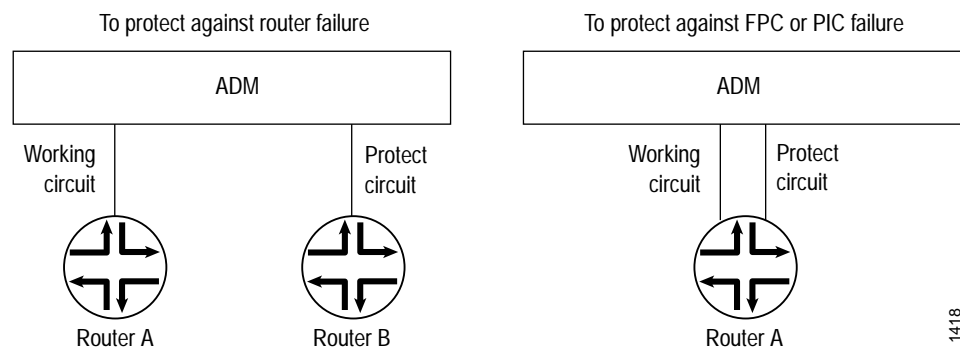 To protect against router failure
ADM
Working
circuit
Protect
circuit
Router A
Router B
To protect against FPC or PIC failure
ADM
Working
circuit
Protect
circuit
Router A
1418